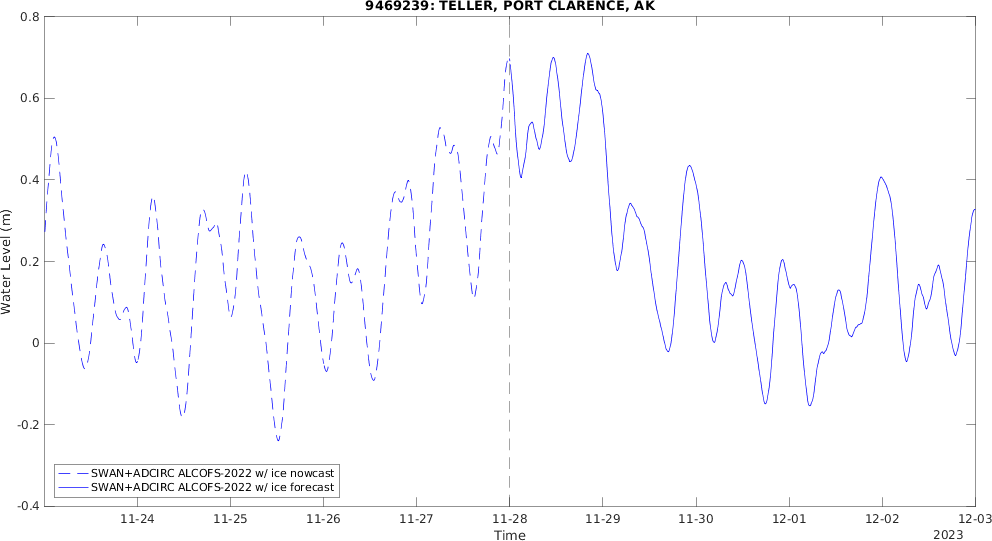 9469239: TELLER, PORT CLARENCE, AK
0.8
0.6
0.4
0.2
0
-0.2
-0.4
Water Level (m)
SWAN+ADCIRC ALCOFS-2022 w/ ice nowcast
SWAN+ADCIRC ALCOFS-2022 w/ ice forecast
11-24 11-25 11-26 11-27 11-28 11-29 11-30 12-01 12-02 12-03
Time
2023